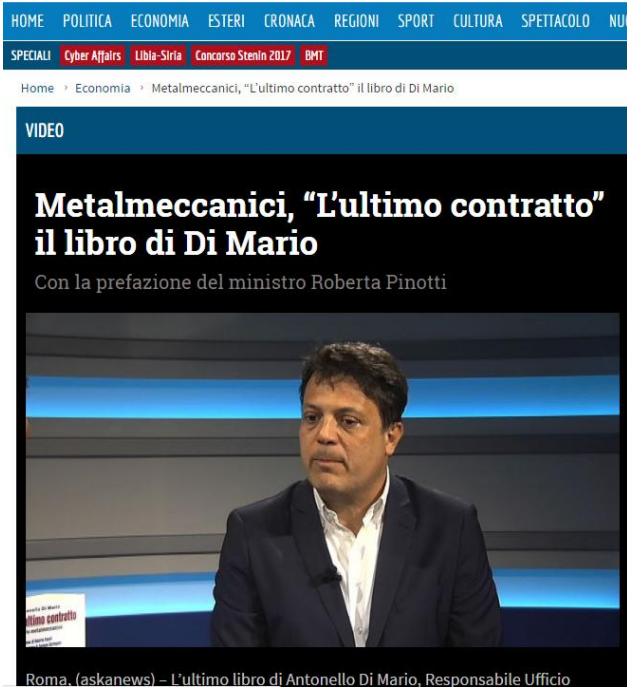 HOME POLITICA ECONOMIA ESTERI CRONACA REGIONI SPORT CULTURA SPETTACOLO
SPECIALI Cyber Affairs Libia-Siria Concorso Stenin 2017 BMT
Home › Economia › Metalmeccanici, “L’ultimo contratto” il libro di Di Mario
VIDEO
Metalmeccanici, “L’ultimo contratto”
il libro di Di Mario
Con la prefazione del ministro Roberta Pinotti
Di Mario
ultimo contratto
Roma, (askanews) – L’ultimo libro di Antonello Di Mario, Responsabile Ufficio